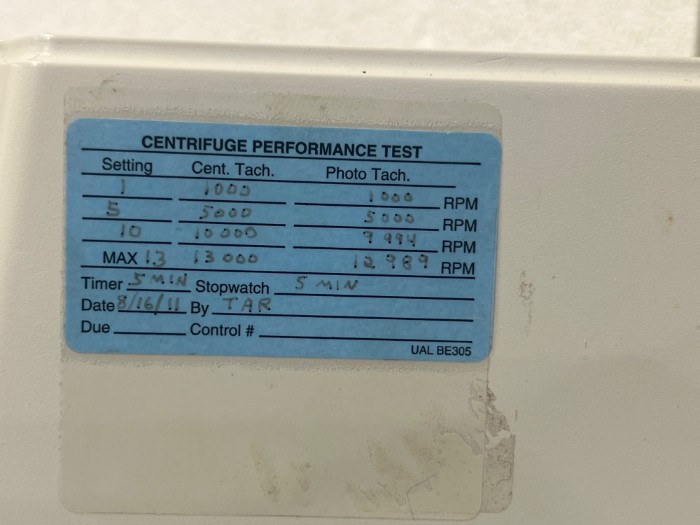 CENTRIFUGE PERFORMANCE TEST
Setting Cent. Tach. Photo Tach.
1 1000 1000 RPM
5 5000 5000 RPM
10 10000 9994 RPM
MAX 13 13000 12989 RPM
Timer 5 MIN Stopwatch 5 MIN
Date 8/16/11 By TAR
Due Control #
UAL BE305